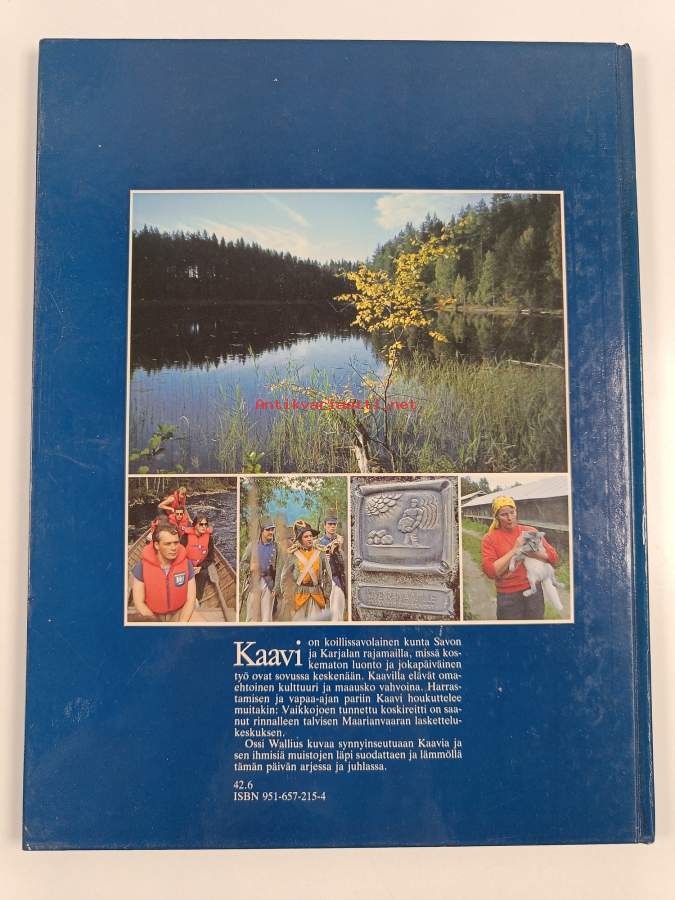 Antikvariaatti.net
Kaavi on koillissavolainen kunta Savon
ja Karjalan rajamailla, missä kos-
kematon luonto ja jokapäiväinen
työ ovat sovussa keskenään. Kaavilla elävät oma-
ehtoinen kulttuuri ja maausko vahvoina. Harras-
tamisen ja vapaa-ajan pariin Kaavi houkuttelee
muitakin: Vaikkojoen tunnettu koskireitti on saa-
nut rinnalleen talvisen Maarianvaaran laskettelu-
keskuksen.
Ossi Wallius kuvaa synnyinseutuaan Kaavia ja
sen ihmisiä muistojen läpi suodattaen ja lämmöllä
tämän päivän arjessa ja juhlassa.
42.6
ISBN 951-657-215-4